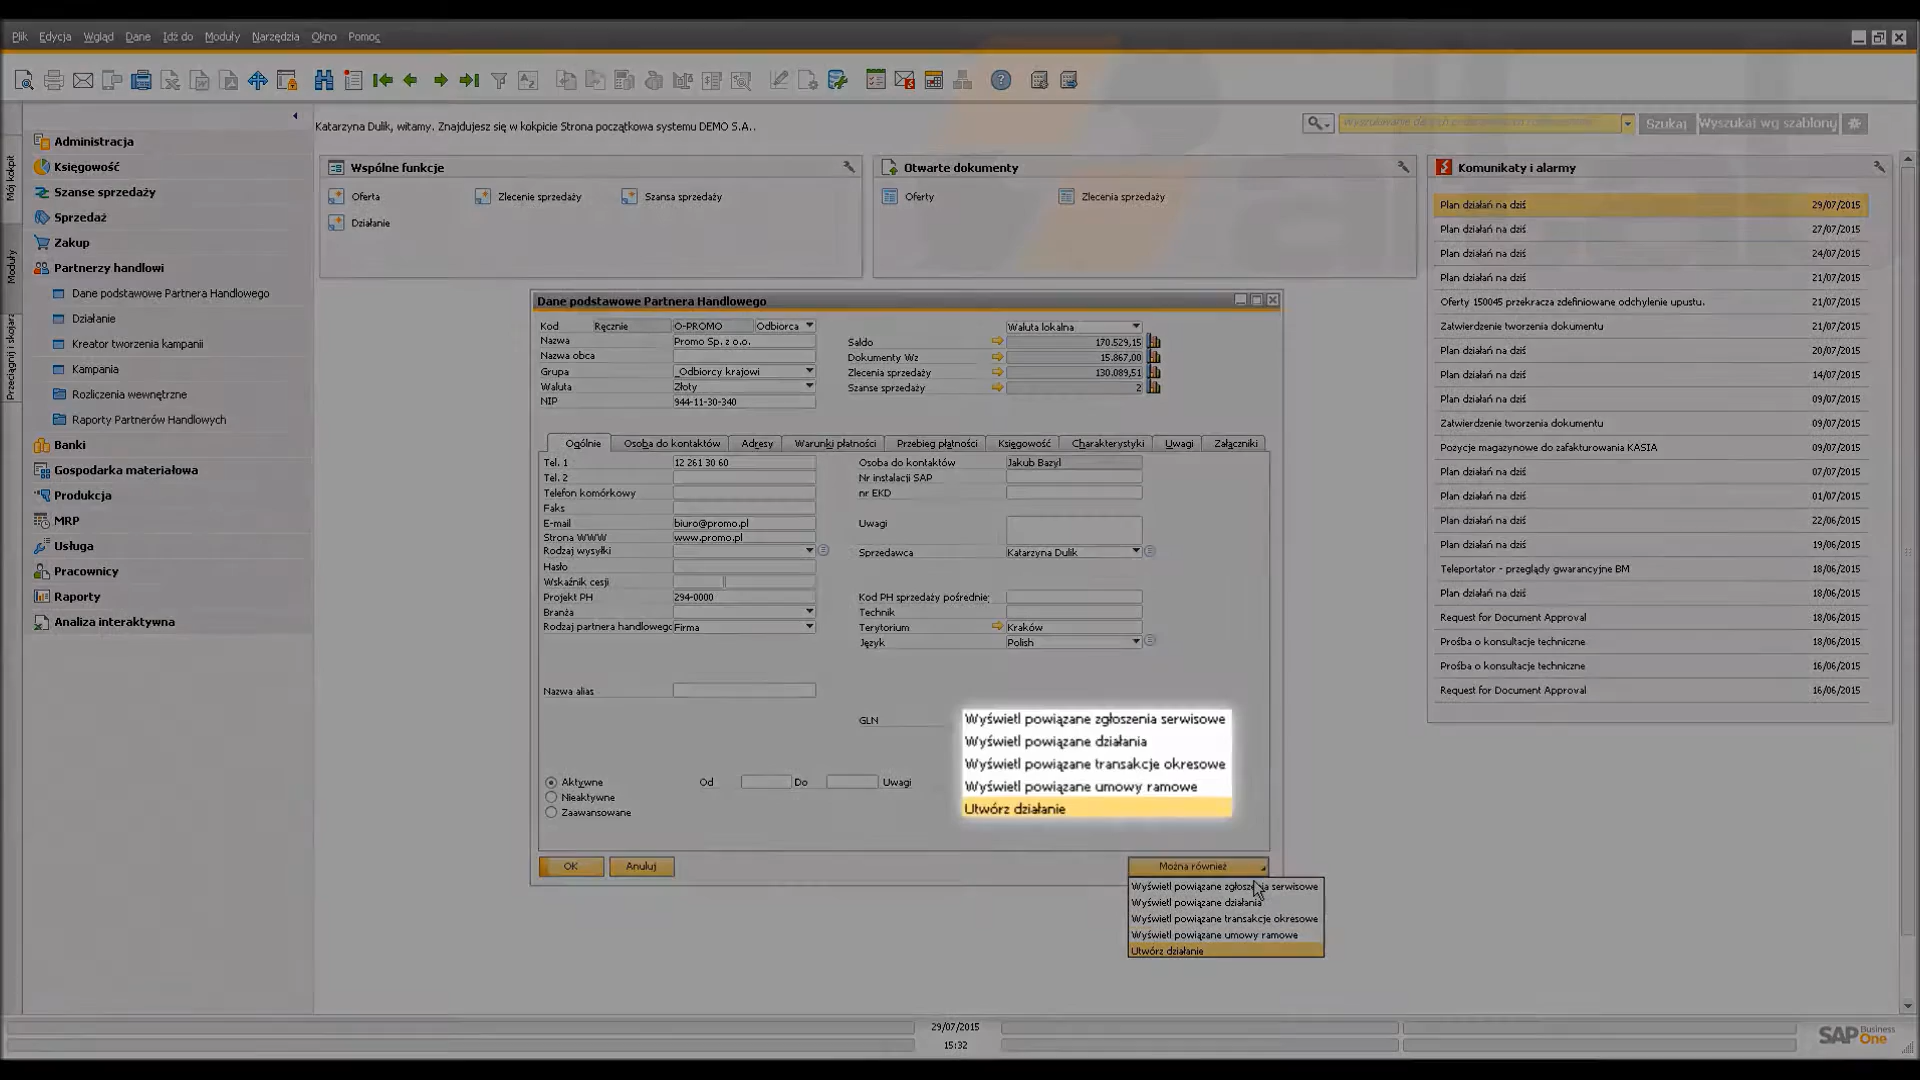 Plik Edycja Wgląd Dane Idź do Moduły Narzędzia Okno Pomoc
Katarzyna Dulik, witamy. Znajdujesz się w kokpicie Strona początkowa systemu DEMO S.A..
Szukaj Wyszukaj wg szablonu
Mój kokpit
Moduły
Administracja
Księgowość
Szanse sprzedaży
Sprzedaż
Zakup
Partnerzy handlowi
Dane podstawowe Partnera Handlowego
Działanie
Kreator tworzenia kampanii
Kampania
Rozliczenia wewnętrzne
Raporty Partnerów Handlowych
Banki
Gospodarka materiałowa
Produkcja
MRP
Usługa
Pracownicy
Raporty
Analiza interaktywna
Wspólne funkcje
Oferta Zlecenie sprzedaży Szansa sprzedaży
Działanie
Otwarte dokumenty
Oferty Zlecenia sprzedaży
Komunikaty i alarmy
Plan działań na dziś 29/07/2015
Plan działań na dziś 27/07/2015
Plan działań na dziś 24/07/2015
Plan działań na dziś 21/07/2015
Oferty 150045 przekracza zdefiniowane odchylenie upustu. 21/07/2015
Zatwierdzenie tworzenia dokumentu 21/07/2015
Plan działań na dziś 20/07/2015
Plan działań na dziś 14/07/2015
Plan działań na dziś 09/07/2015
Zatwierdzenie tworzenia dokumentu 09/07/2015
Pozycje magazynowe do zafakturowania KASIA 09/07/2015
Plan działań na dziś 07/07/2015
Plan działań na dziś 01/07/2015
Plan działań na dziś 22/06/2015
Plan działań na dziś 19/06/2015
Teleportator - przeglądy gwarancyjne BM 18/06/2015
Plan działań na dziś 18/06/2015
Request for Document Approval 18/06/2015
Prośba o konsultacje techniczne 18/06/2015
Prośba o konsultacje techniczne 16/06/2015
Request for Document Approval 16/06/2015
Dane podstawowe Partnera Handlowego
Kod Ręcznie O-PROMO Odbiorca
Nazwa Promo Sp. z o.o.
Nazwa obca
Grupa _Odbiorcy krajowi
Waluta Złoty
NIP 944-11-30-340
Waluta lokalna
Saldo 170.529,15
Dokumenty Wz 15.867,00
Zlecenia sprzedaży 130.089,51
Szanse sprzedaży 2
Ogólnie Osoba do kontaktów Adresy Warunki płatności Przebieg płatności Księgowość Charakterystyki Uwagi Załączniki
Tel. 1 12 261 30 60
Tel. 2
Telefon komórkowy
Faks
E-mail biuro@promo.pl
Strona WWW www.promo.pl
Rodzaj wysyłki
Hasło
Wskaźnik cesji
Projekt PH 294-0000
Branża
Rodzaj partnera handlowego Firma
Nazwa alias
Osoba do kontaktów Jakub Bazyl
Nr instalacji SAP
nr EKD
Uwagi
Sprzedawca Katarzyna Dulik
Kod PH sprzedaży pośredniej
Technik
Terytorium Kraków
Język Polish
GLN
Wyświetl powiązane zgłoszenia serwisowe
Wyświetl powiązane działania
Wyświetl powiązane transakcje okresowe
Wyświetl powiązane umowy ramowe
Utwórz działanie
Aktywne Od Do Uwagi
Nieaktywne
Zaawansowane
OK Anuluj Można również
Wyświetl powiązane zgłoszenia serwisowe
Wyświetl powiązane działania
Wyświetl powiązane transakcje okresowe
Wyświetl powiązane umowy ramowe
Utwórz działanie
29/07/2015
15:32
SAP Business One